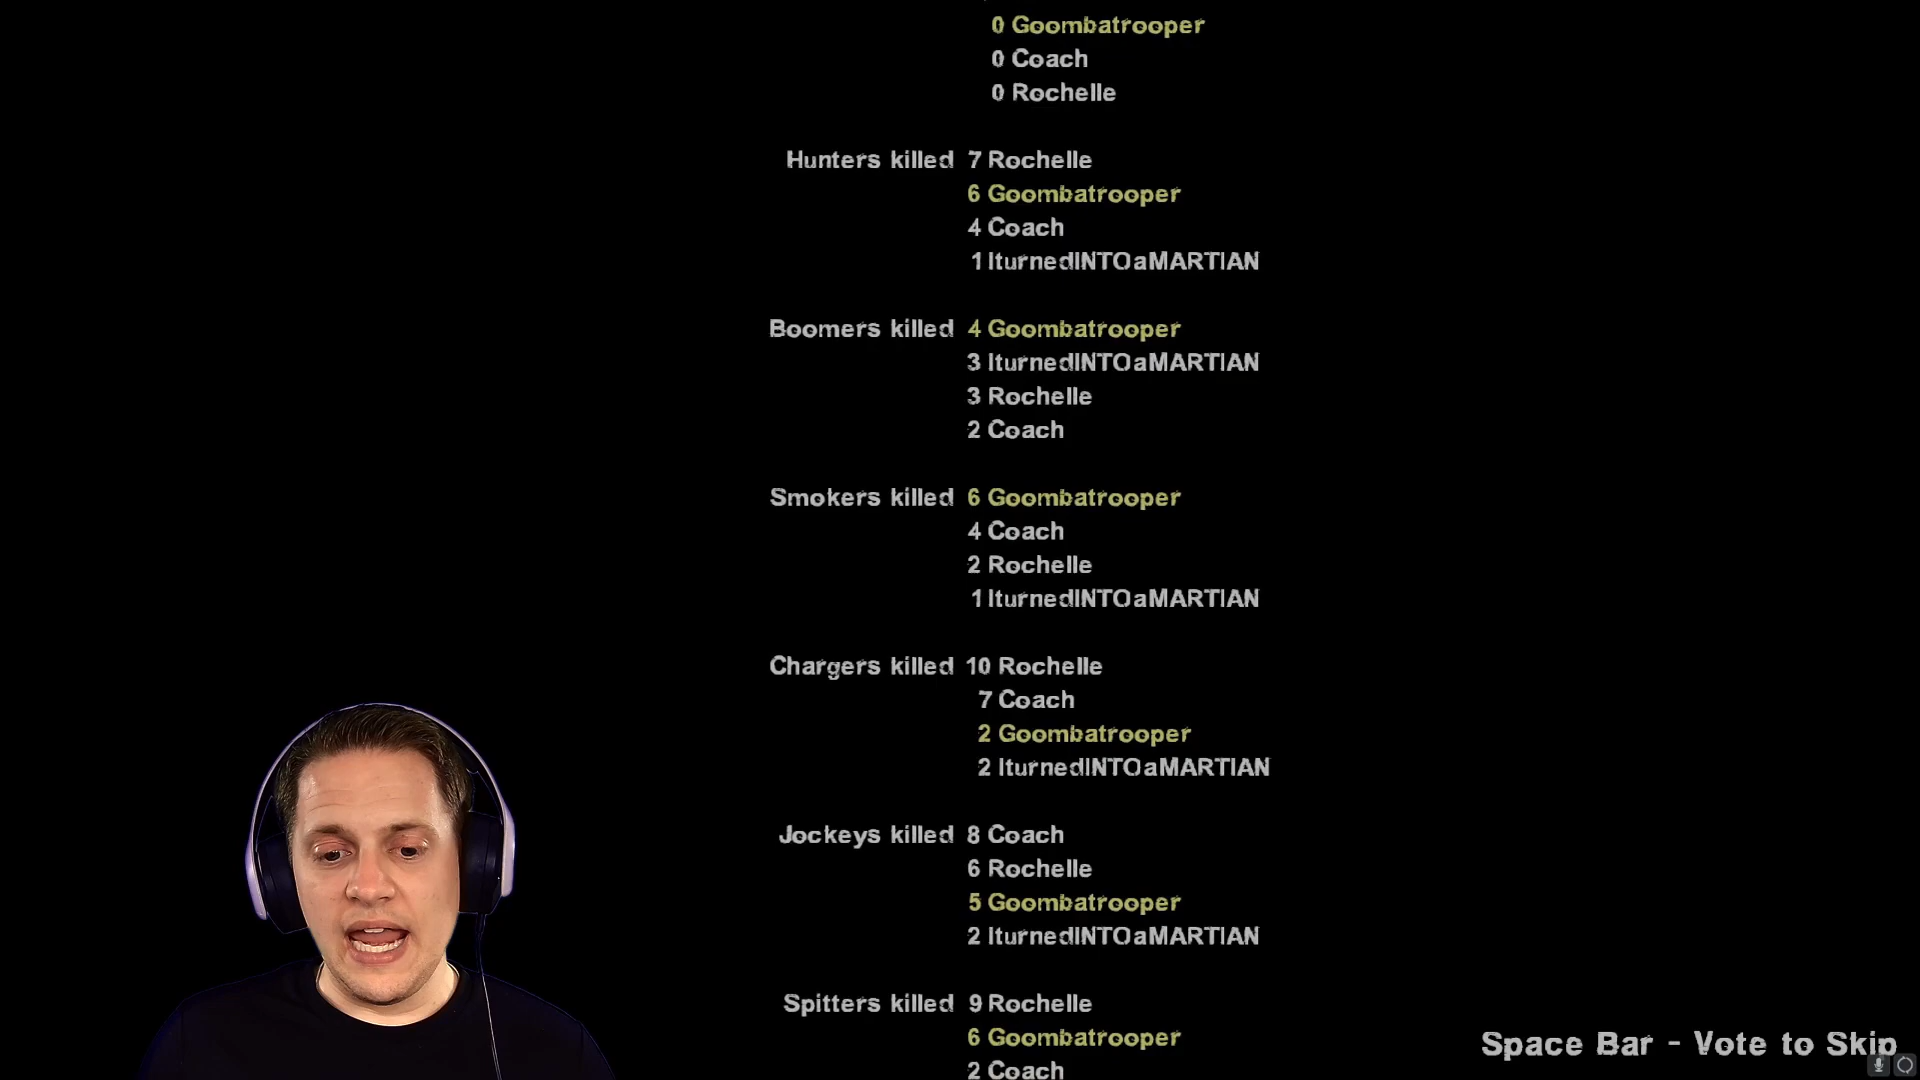 0 Goombatrooper
0 Coach
0 Rochelle
Hunters killed 7 Rochelle
6 Goombatrooper
4 Coach
1 IturnedINTOaMARTIAN
Boomers killed 4 Goombatrooper
3 IturnedINTOaMARTIAN
3 Rochelle
2 Coach
Smokers killed 6 Goombatrooper
4 Coach
2 Rochelle
1 IturnedINTOaMARTIAN
Chargers killed 10 Rochelle
7 Coach
2 Goombatrooper
2 IturnedINTOaMARTIAN
Jockeys killed 8 Coach
6 Rochelle
5 Goombatrooper
2 IturnedINTOaMARTIAN
Spitters killed 9 Rochelle
6 Goombatrooper
2 Coach
Space Bar - Vote to Skip